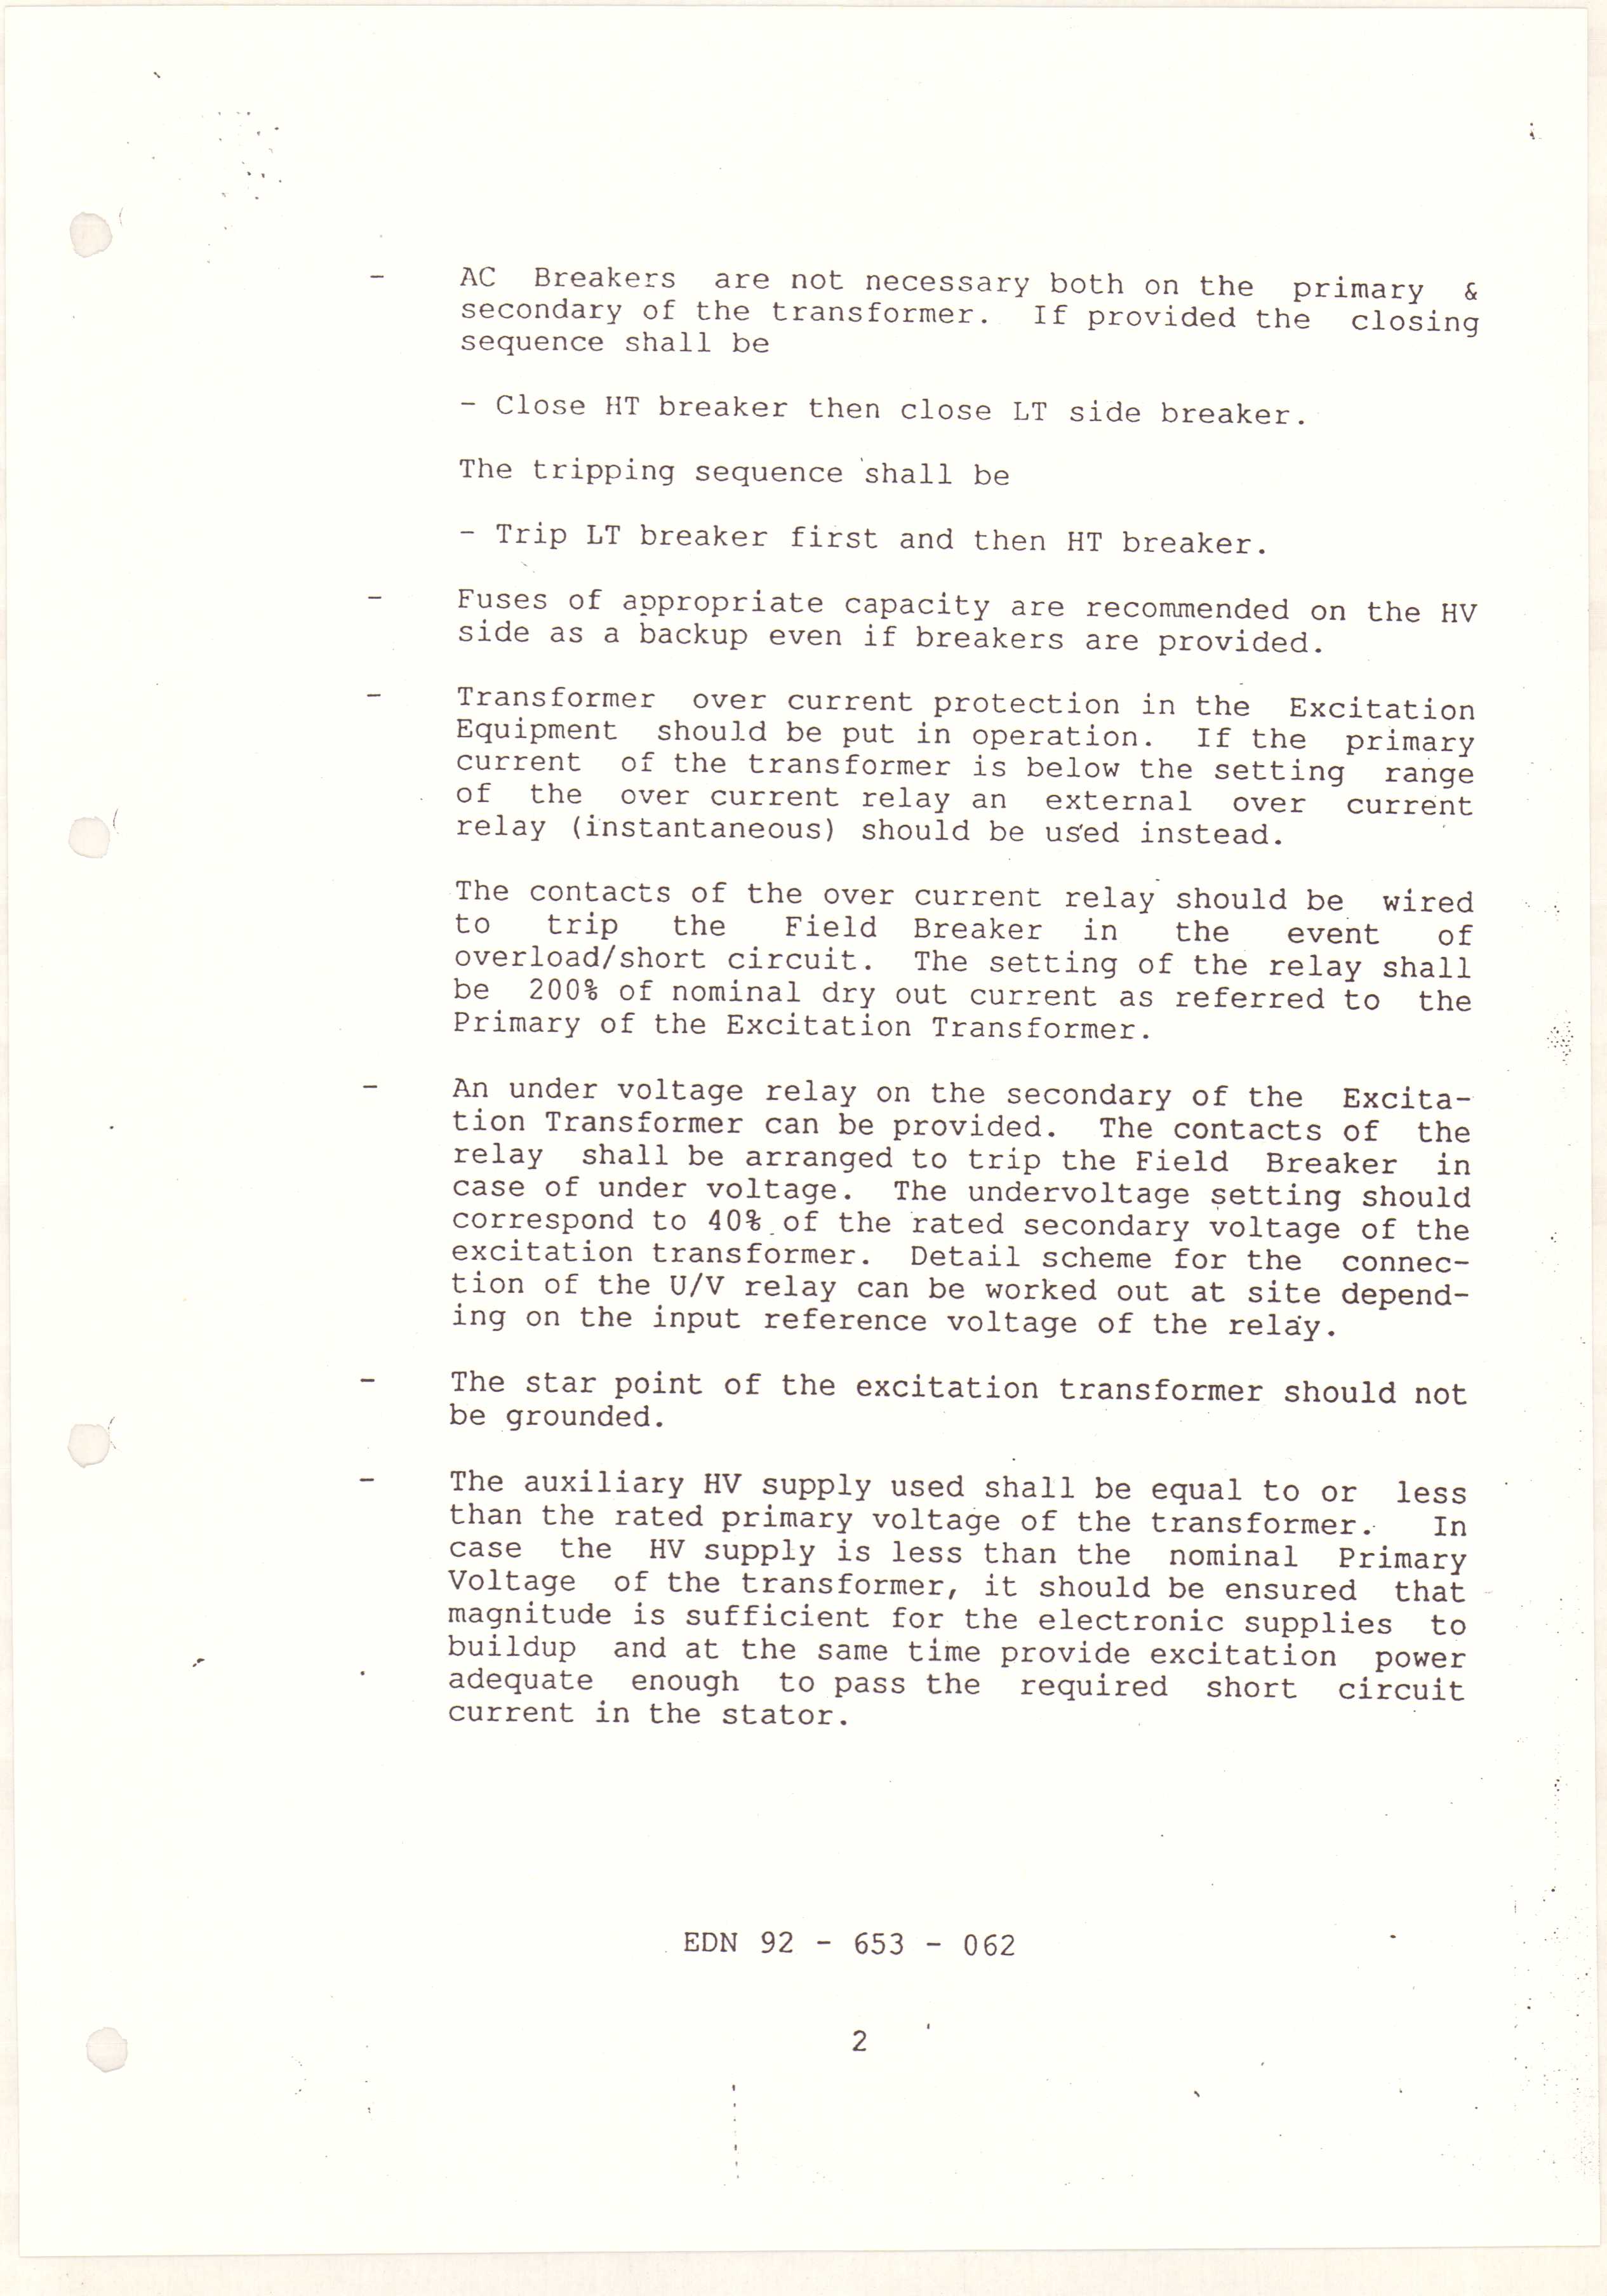 - AC Breakers are not necessary both on the primary &
secondary of the transformer. If provided the closing
sequence shall be
- Close HT breaker then close LT side breaker.
The tripping sequence shall be
- Trip LT breaker first and then HT breaker.
- Fuses of appropriate capacity are recommended on the HV
side as a backup even if breakers are provided.
- Transformer over current protection in the Excitation
Equipment should be put in operation. If the primary
current of the transformer is below the setting range
of the over current relay an external over current
relay (instantaneous) should be used instead.
The contacts of the over current relay should be wired
to trip the Field Breaker in the event of
overload/short circuit. The setting of the relay shall
be 200% of nominal dry out current as referred to the
Primary of the Excitation Transformer.
- An under voltage relay on the secondary of the Excita-
tion Transformer can be provided. The contacts of the
relay shall be arranged to trip the Field Breaker in
case of under voltage. The undervoltage setting should
correspond to 40% of the rated secondary voltage of the
excitation transformer. Detail scheme for the connec-
tion of the U/V relay can be worked out at site depend-
ing on the input reference voltage of the relay.
- The star point of the excitation transformer should not
be grounded.
- The auxiliary HV supply used shall be equal to or less
than the rated primary voltage of the transformer. In
case the HV supply is less than the nominal Primary
Voltage of the transformer, it should be ensured that
magnitude is sufficient for the electronic supplies to
buildup and at the same time provide excitation power
adequate enough to pass the required short circuit
current in the stator.
EDN 92 - 653 - 062
2